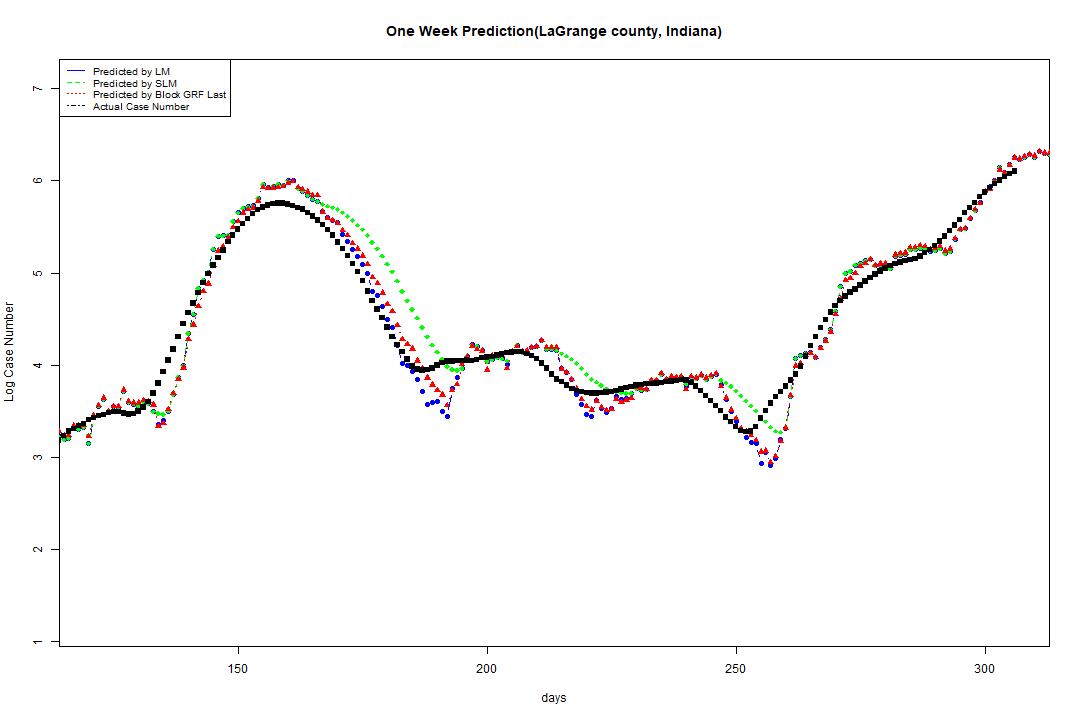 One Week Prediction(LaGrange county, Indiana)
Predicted by LM
Predicted by SLM
Predicted by Block GRF Last
Actual Case Number
7
6
5
4
3
2
1
Log Case Number
150 200 250 300
days